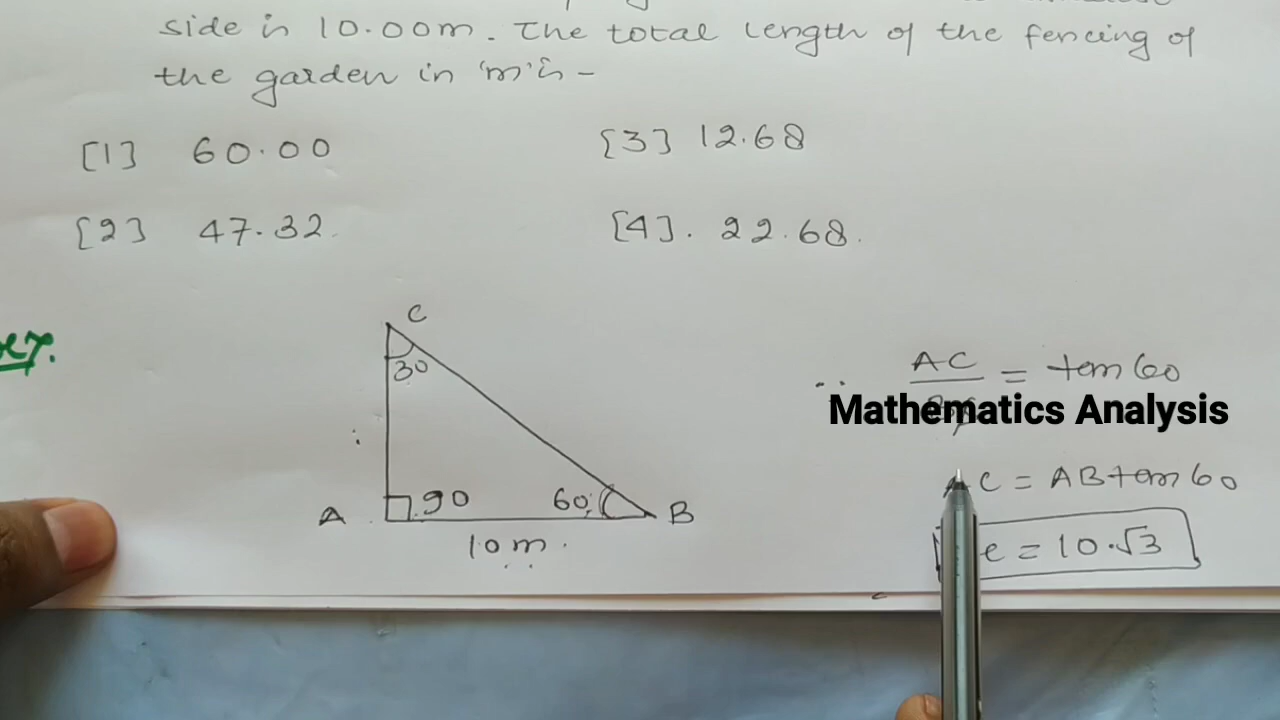 side is 10.00m. The total length of the fencing of
the garden in 'm' is -
[1] 60.00
[3] 12.68
[2] 47.32
[4]. 22.68.
C
30
∴ AC = tan 60
Mathematics Analysis
AC = AB tan 60
A
90
60
B
10 m.
= 10.√3